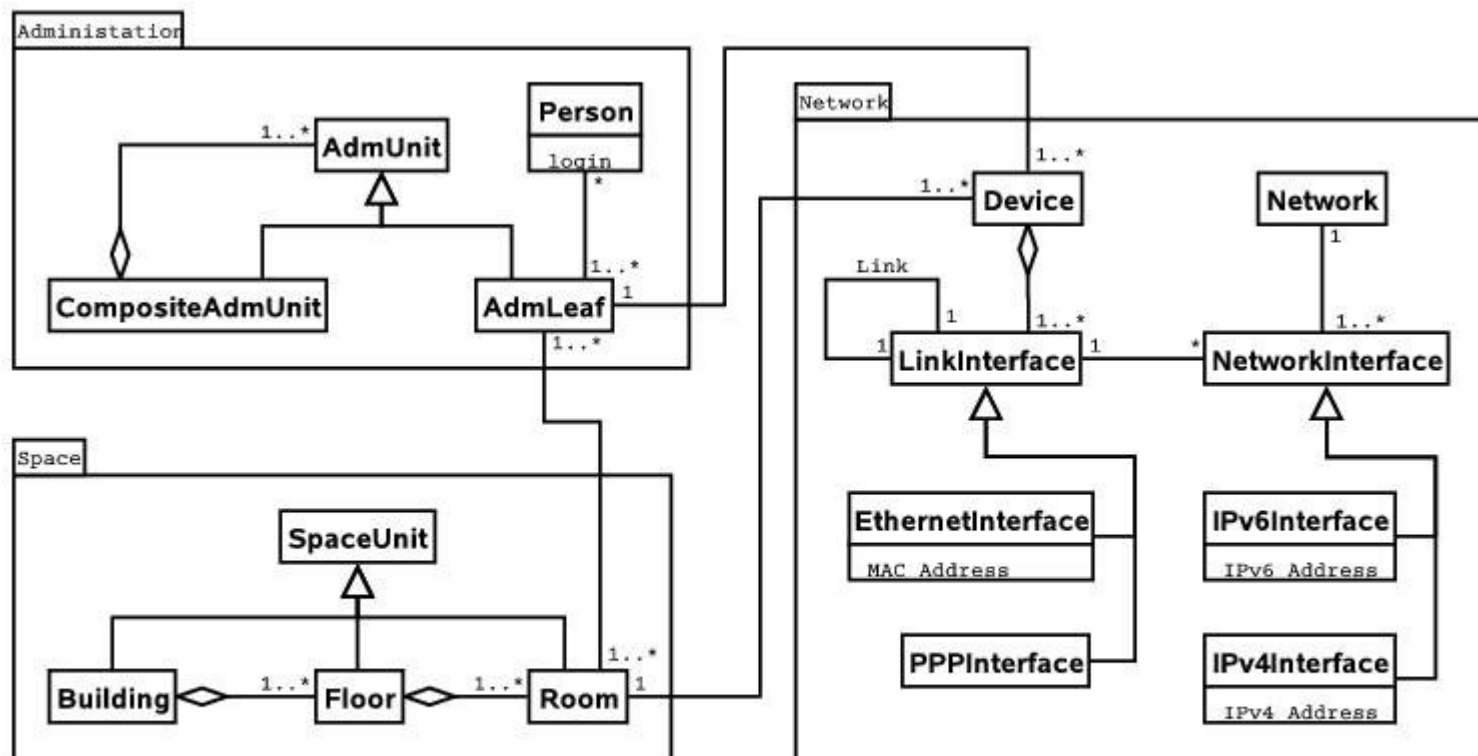 Administation
Person
login
*
1..*
AdmUnit
CompositeAdmUnit
1..*
AdmLeaf
1
1..*
Space
SpaceUnit
Building
1..*
Floor
1..*
Room
1..*
1
Network
1..*
1..*
Device
Network
1
Link
1
1
1..*
LinkInterface
1
*
1..*
NetworkInterface
EthernetInterface
MAC Address
PPPInterface
IPv6Interface
IPv6 Address
IPv4Interface
IPv4 Address